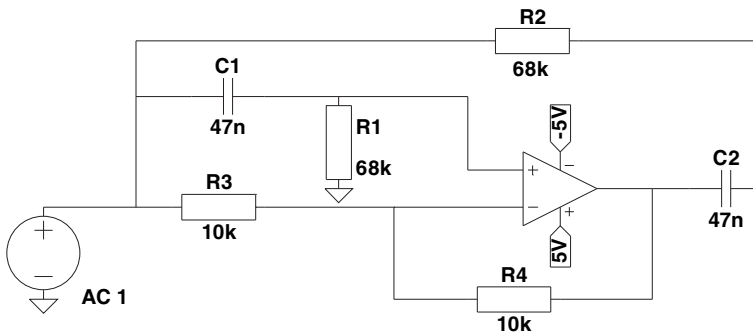 R2
68k
C1
47n
R1
68k
-5V
+
−
−
+
5V
C2
47n
R3
10k
+
−
AC 1
R4
10k